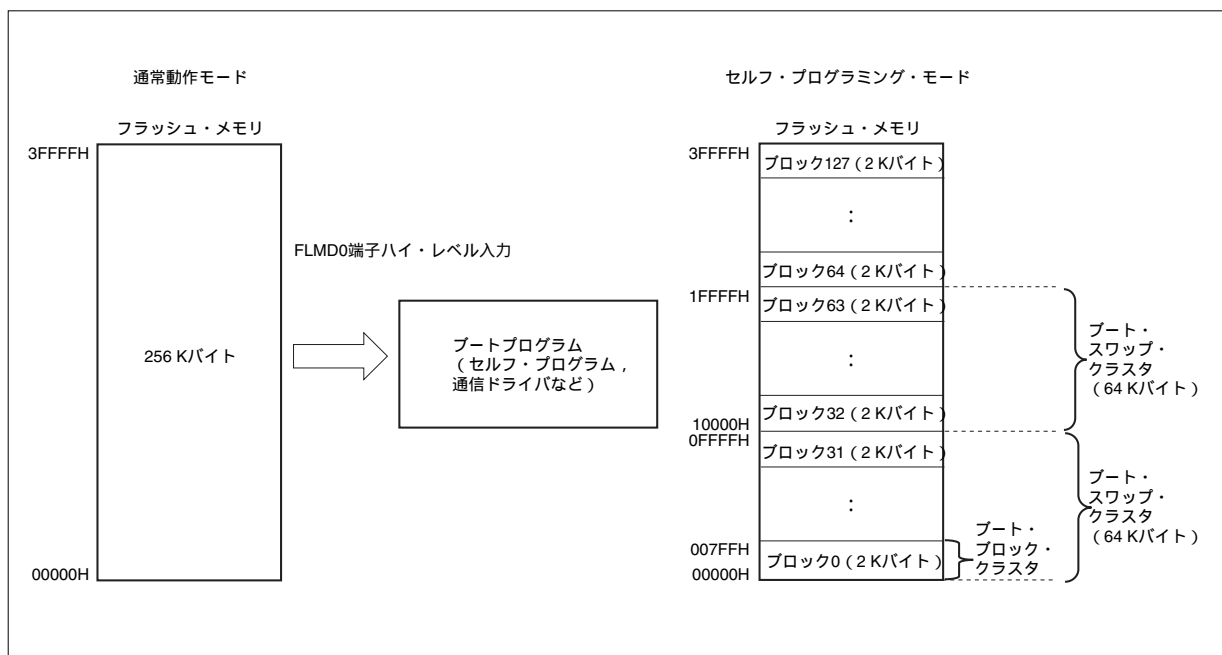 通常動作モード
フラッシュ・メモリ
3FFFFH
256 Kバイト
00000H
FLMD0端子ハイ・レベル入力
ブートプログラム
(セルフ・プログラム,
通信ドライバなど)
セルフ・プログラミング・モード
フラッシュ・メモリ
3FFFFH
ブロック127(2 Kバイト)
:
ブロック64(2 Kバイト)
1FFFFH
ブロック63(2 Kバイト)
:
ブロック32(2 Kバイト)
10000H
0FFFFH
ブロック31(2 Kバイト)
:
007FFH
ブロック0(2 Kバイト)
00000H
ブート・
スワップ・
クラスタ
(64 Kバイト)
ブート・
スワップ・
クラスタ
(64 Kバイト)
ブート・
ブロック・
クラスタ